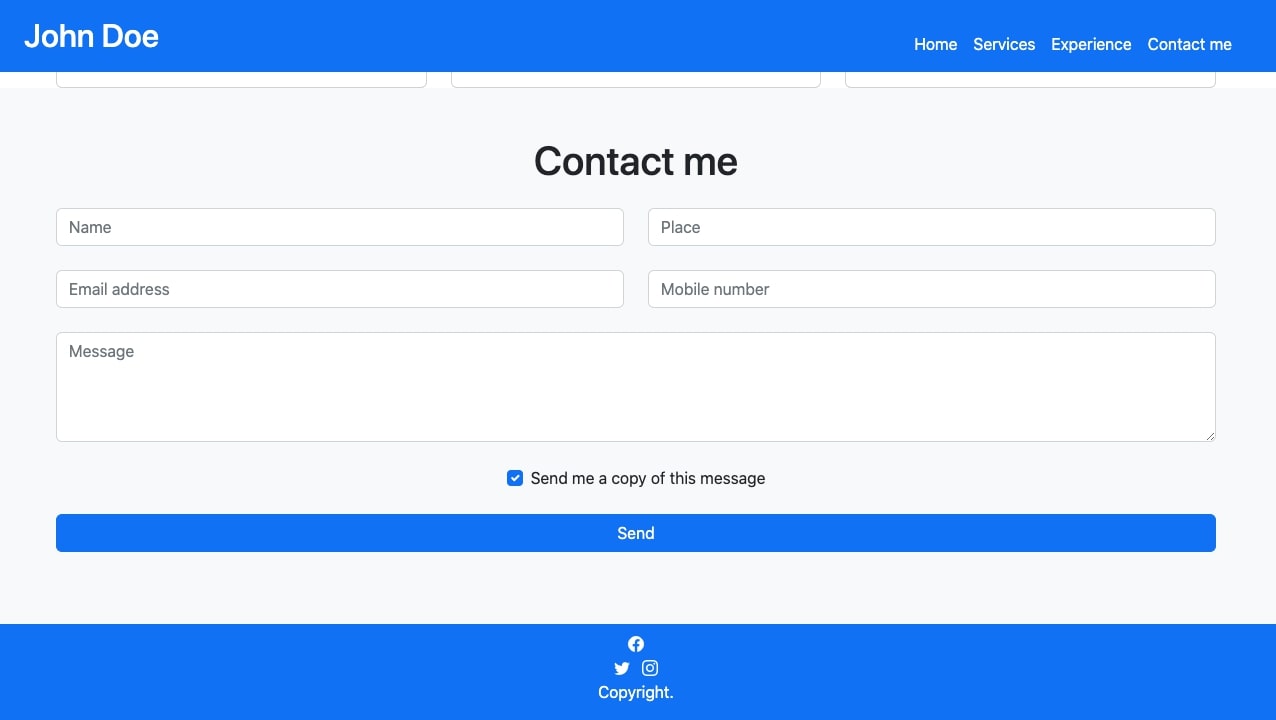 John Doe
Home Services Experience Contact me
Contact me
Name
Place
Email address
Mobile number
Message
Send me a copy of this message
Send
Copyright.